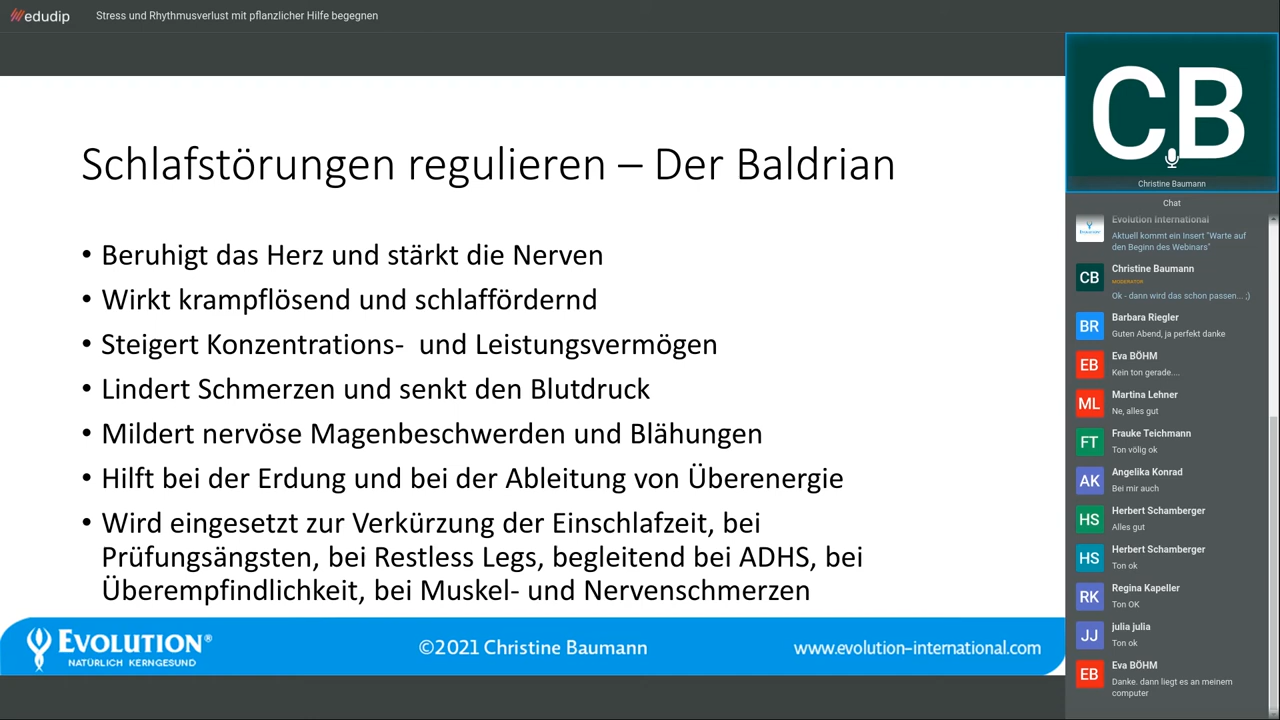 edudip
Stress und Rhythmusverlust mit pflanzlicher Hilfe begegnen
Schlafstörungen regulieren – Der Baldrian
• Beruhigt das Herz und stärkt die Nerven
• Wirkt krampflösend und schlaffördernd
• Steigert Konzentrations-  und Leistungsvermögen
• Lindert Schmerzen und senkt den Blutdruck
• Mildert nervöse Magenbeschwerden und Blähungen
• Hilft bei der Erdung und bei der Ableitung von Überenergie
• Wird eingesetzt zur Verkürzung der Einschlafzeit, bei
Prüfungsängsten, bei Restless Legs, begleitend bei ADHS, bei
Überempfindlichkeit, bei Muskel- und Nervenschmerzen
EVOLUTION®
NATÜRLICH KERNGESUND
©2021 Christine Baumann
www.evolution-international.com
CB
Christine Baumann
Chat
Evolution International
Aktuell kommt ein Insert "Warte auf
den Beginn des Webinars"
CB
Christine Baumann
MODERATOR
Ok - dann wird das schon passen... ;)
BR
Barbara Riegler
Guten Abend, ja perfekt danke
EB
Eva BÖHM
Kein ton gerade....
ML
Martina Lehner
Ne, alles gut
FT
Frauke Teichmann
Ton völig ok
AK
Angelika Konrad
Bei mir auch
HS
Herbert Schamberger
Alles gut
HS
Herbert Schamberger
Ton ok
RK
Regina Kapeller
Ton OK
JJ
julia julia
Ton ok
EB
Eva BÖHM
Danke. dann liegt es an meinem
computer